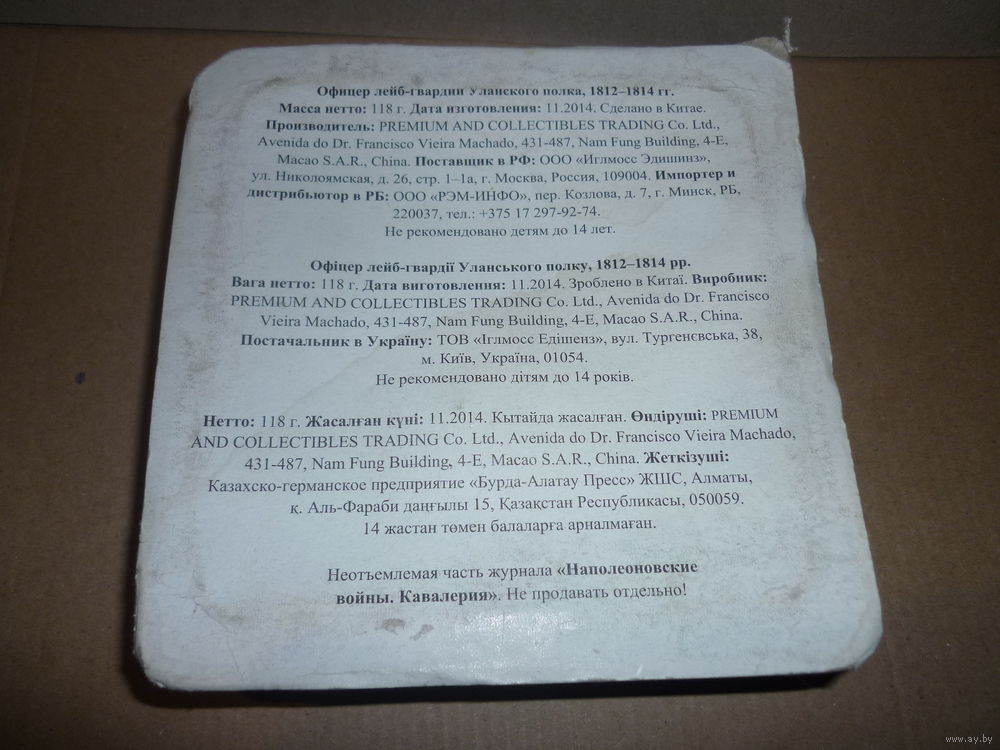 Офицер лейб-гвардии Уланского полка, 1812–1814 гг.
Масса нетто: 118 г. Дата изготовления: 11.2014. Сделано в Китае.
Производитель: PREMIUM AND COLLECTIBLES TRADING Co. Ltd.,
Avenida do Dr. Francisco Vieira Machado, 431-487, Nam Fung Building, 4-E,
Macao S.A.R., China. Поставщик в РФ: ООО «Иглмосс Эдишинз»,
ул. Николоямская, д. 26, стр. 1–1а, г. Москва, Россия, 109004. Импортер и
дистрибьютор в РБ: ООО «РЭМ-ИНФО», пер. Козлова, д. 7, г. Минск, РБ,
220037, тел.: +375 17 297-92-74.
Не рекомендовано детям до 14 лет.
Офіцер лейб-гвардії Уланського полку, 1812–1814 рр.
Вага нетто: 118 г. Дата виготовлення: 11.2014. Зроблено в Китаї. Виробник:
PREMIUM AND COLLECTIBLES TRADING Co. Ltd., Avenida do Dr. Francisco
Vieira Machado, 431-487, Nam Fung Building, 4-E, Macao S.A.R., China.
Постачальник в Україну: ТОВ «Іглмосс Едішенз», вул. Тургенєвська, 38,
м. Київ, Україна, 01054.
Не рекомендовано дітям до 14 років.
Нетто: 118 г. Жасалған күні: 11.2014. Кытайда жасалған. Өндіруші: PREMIUM
AND COLLECTIBLES TRADING Co. Ltd., Avenida do Dr. Francisco Vieira Machado,
431-487, Nam Fung Building, 4-E, Macao S.A.R., China. Жеткізуші:
Казахско-германское предприятие «Бурда-Алатау Пресс» ЖШС, Алматы,
қ. Аль-Фараби даңғылы 15, Қазақстан Республикасы, 050059.
14 жастан төмен балаларға арналмаған.
Неотъемлемая часть журнала «Наполеоновские
войны. Кавалерия». Не продавать отдельно!
www.ay.by